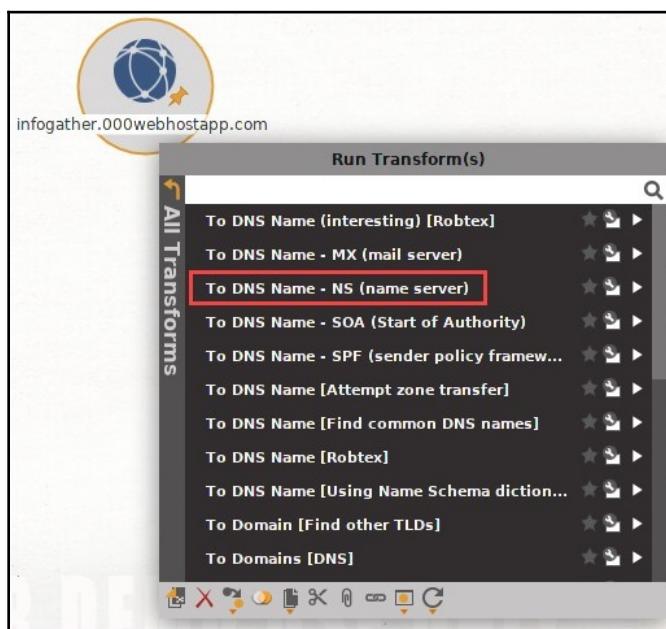 infogather.000webhostapp.com
Run Transform(s)
All Transforms
To DNS Name (interesting) [Robtex]
To DNS Name - MX (mail server)
To DNS Name - NS (name server)
To DNS Name - SOA (Start of Authority)
To DNS Name - SPF (sender policy framew...
To DNS Name [Attempt zone transfer]
To DNS Name [Find common DNS names]
To DNS Name [Robtex]
To DNS Name [Using Name Schema diction...
To Domain [Find other TLDs]
To Domains [DNS]